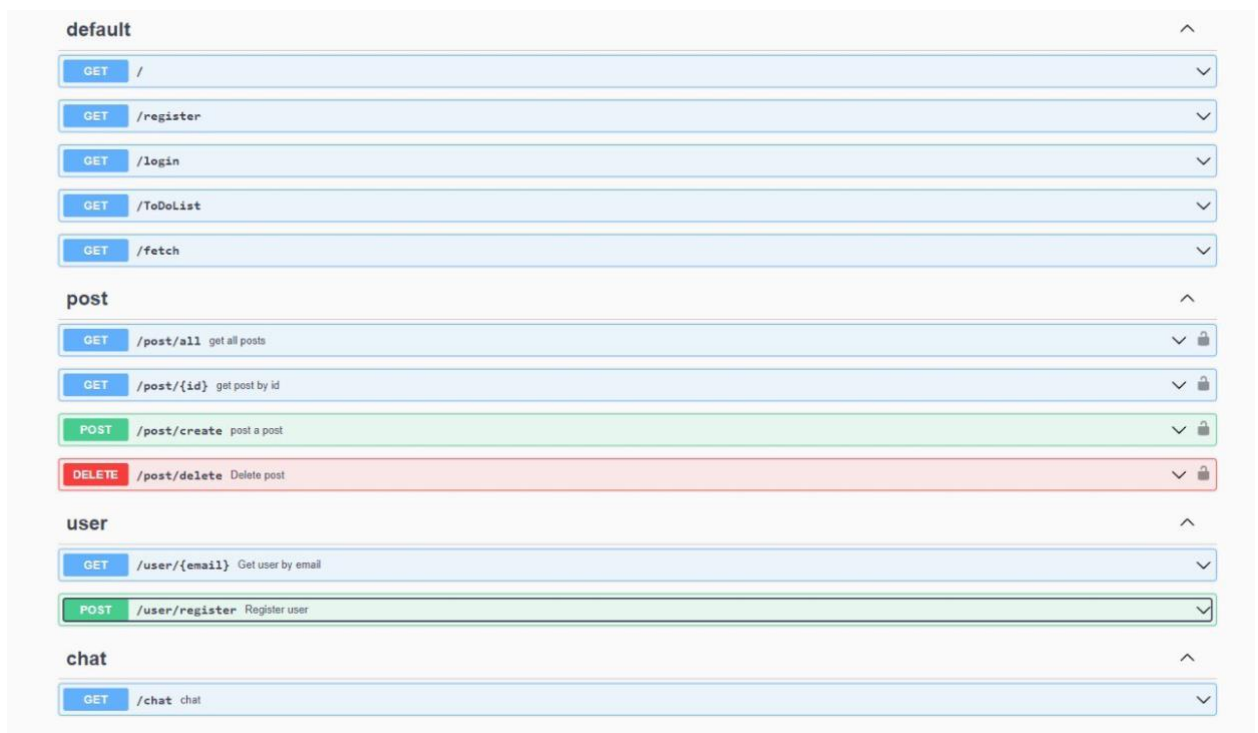 default
GET /
GET /register
GET /login
GET /ToDoList
GET /fetch
post
GET /post/all get all posts
GET /post/{id} get post by id
POST /post/create post a post
DELETE /post/delete Delete post
user
GET /user/{email} Get user by email
POST /user/register Register user
chat
GET /chat chat